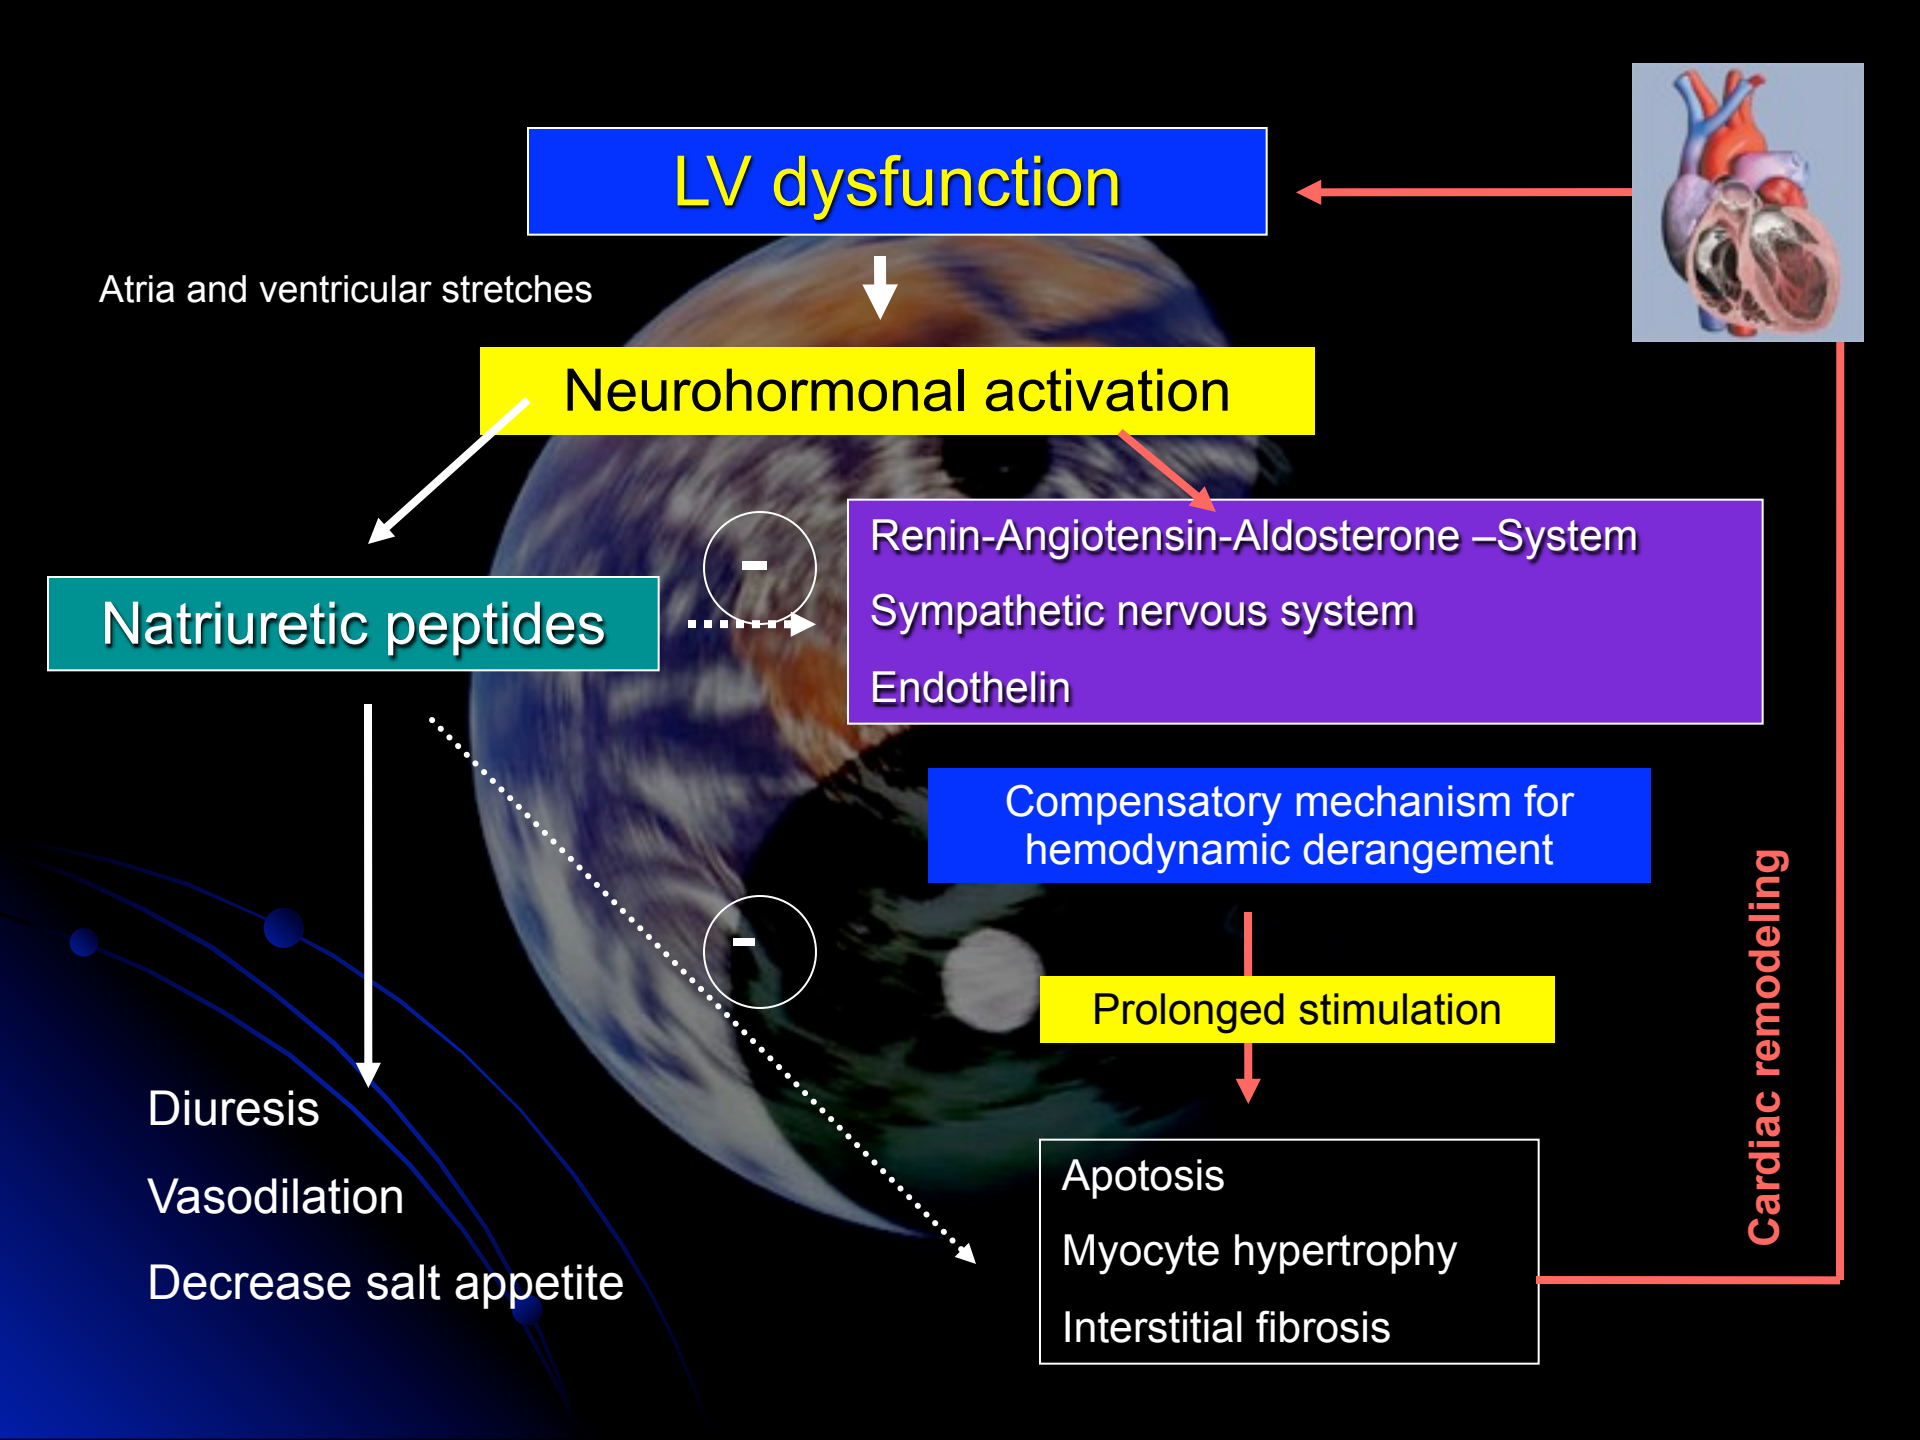 LV dysfunction
Atria and ventricular stretches
Neurohormonal activation
Natriuretic peptides
-
Renin-Angiotensin-Aldosterone –System
Sympathetic nervous system
Endothelin
Compensatory mechanism for
hemodynamic derangement
-
Prolonged stimulation
Cardiac remodeling
Diuresis
Vasodilation
Decrease salt appetite
Apotosis
Myocyte hypertrophy
Interstitial fibrosis